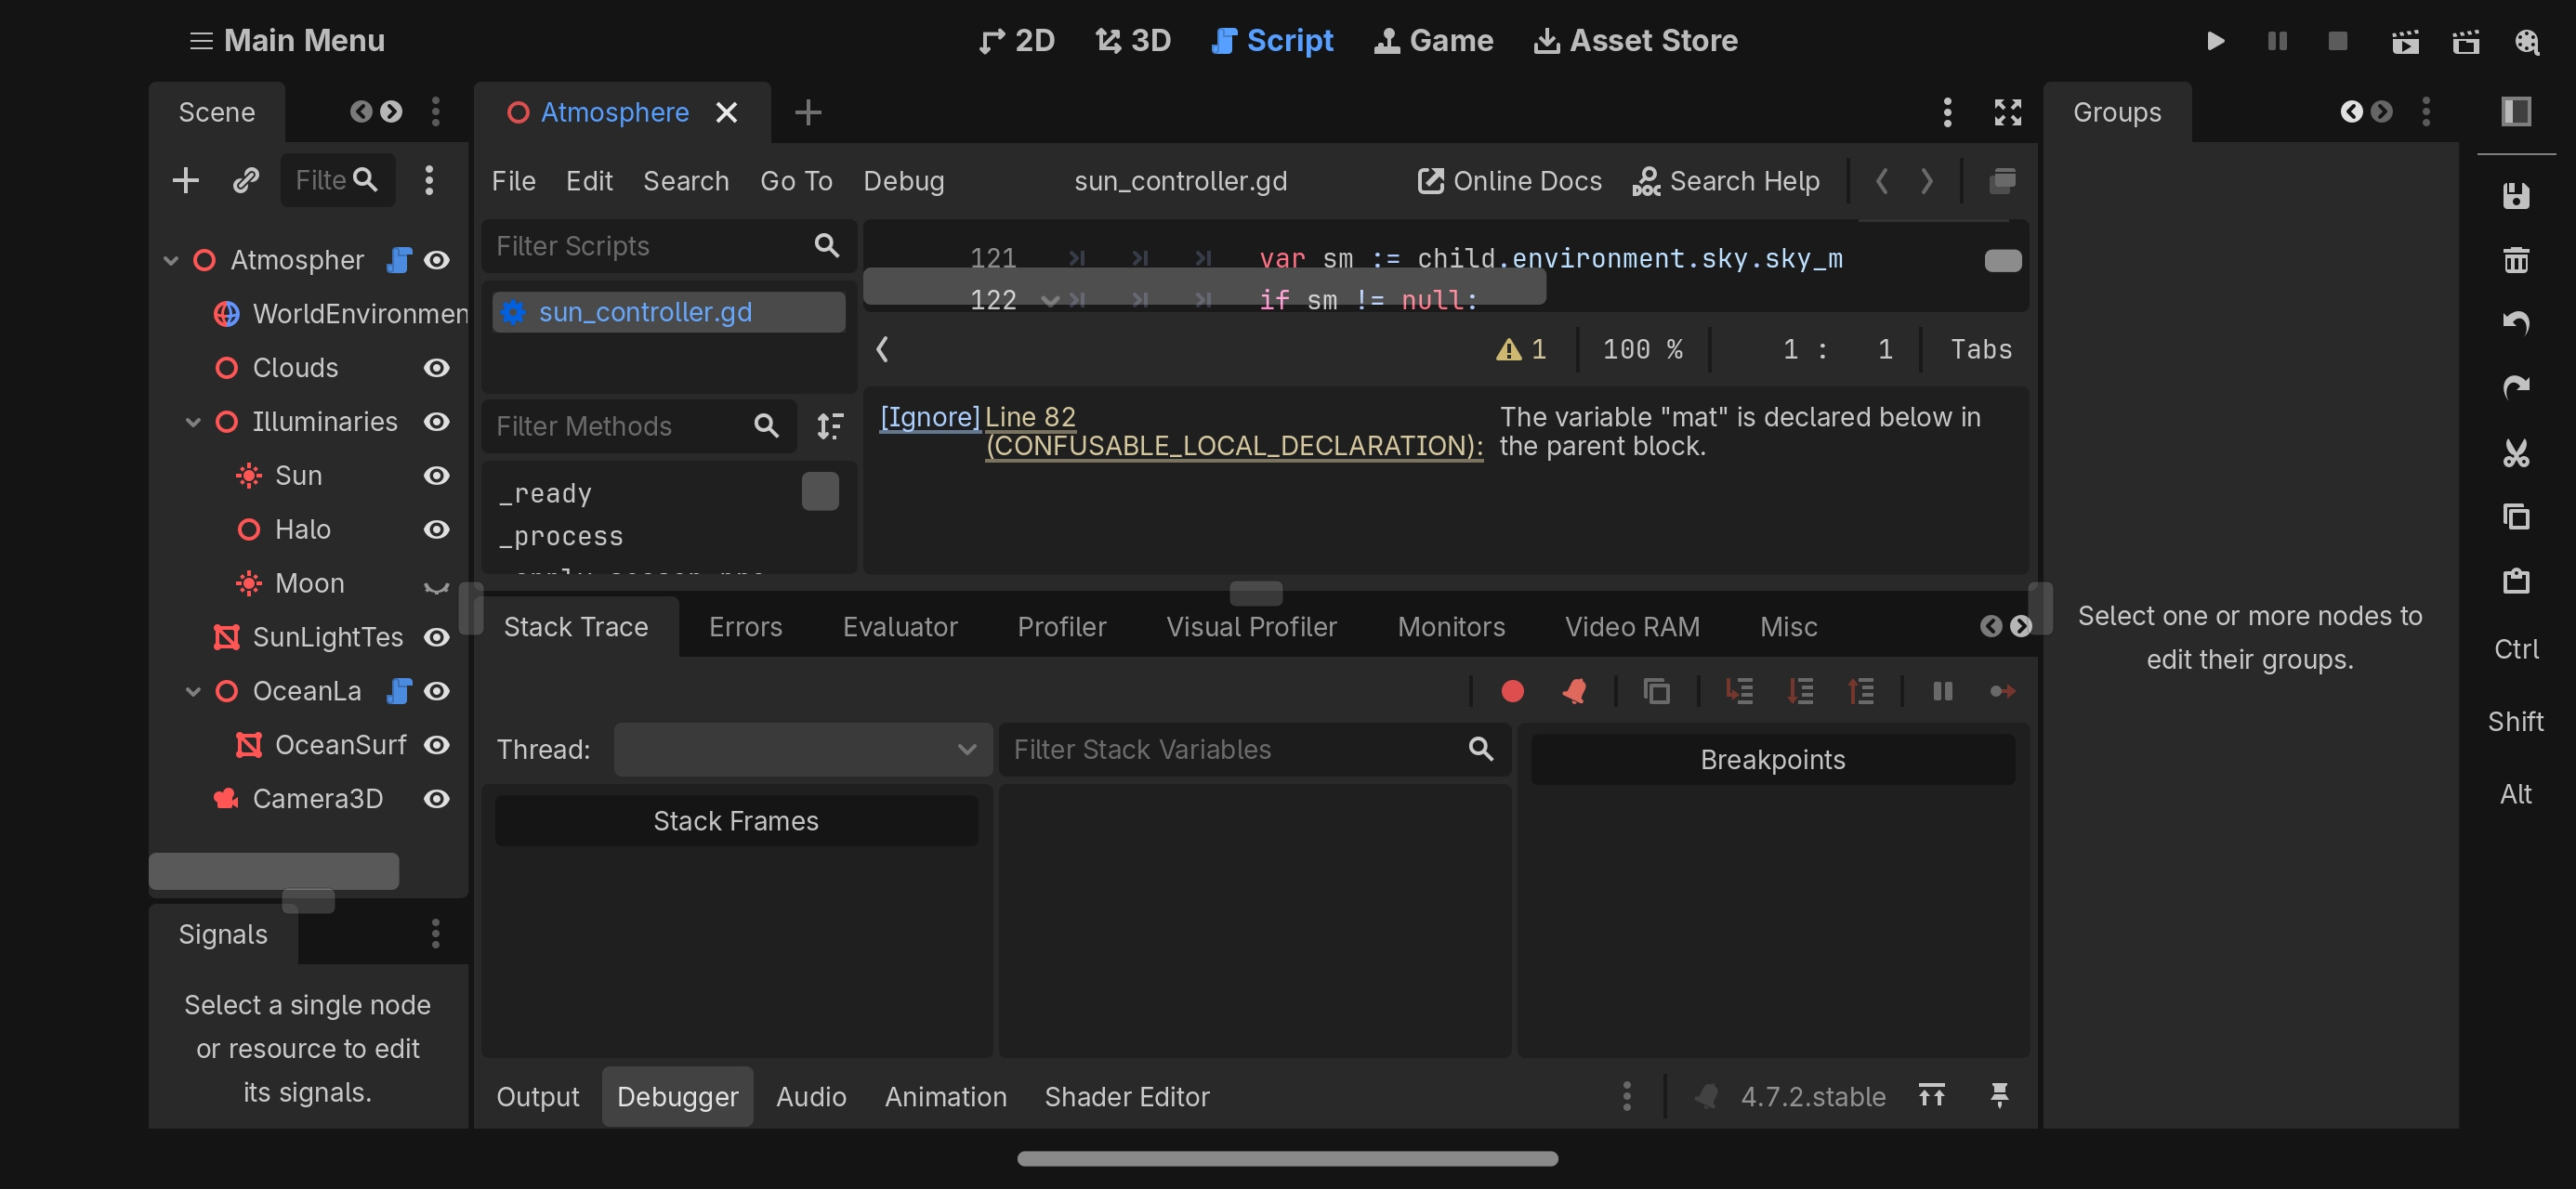 Main Menu
2D 3D Script Game Asset Store
Scene
Filte
Atmospher
WorldEnvironmen
Clouds
Illuminaries
Sun
Halo
Moon
SunLightTes
OceanLa
OceanSurf
Camera3D
Signals
Select a single node
or resource to edit
its signals.
Atmosphere
File Edit Search Go To Debug sun_controller.gd Online Docs Search Help
Filter Scripts
sun_controller.gd
Filter Methods
_ready
_process
121 var sm := child.environment.sky.sky_m
122 if sm != null:
1 100 % 1 : 1 Tabs
[Ignore] Line 82 The variable "mat" is declared below in
(CONFUSABLE_LOCAL_DECLARATION): the parent block.
Stack Trace Errors Evaluator Profiler Visual Profiler Monitors Video RAM Misc
Thread: Filter Stack Variables Breakpoints
Stack Frames
Output Debugger Audio Animation Shader Editor 4.7.2.stable
Groups
Select one or more nodes to
edit their groups.
Ctrl
Shift
Alt